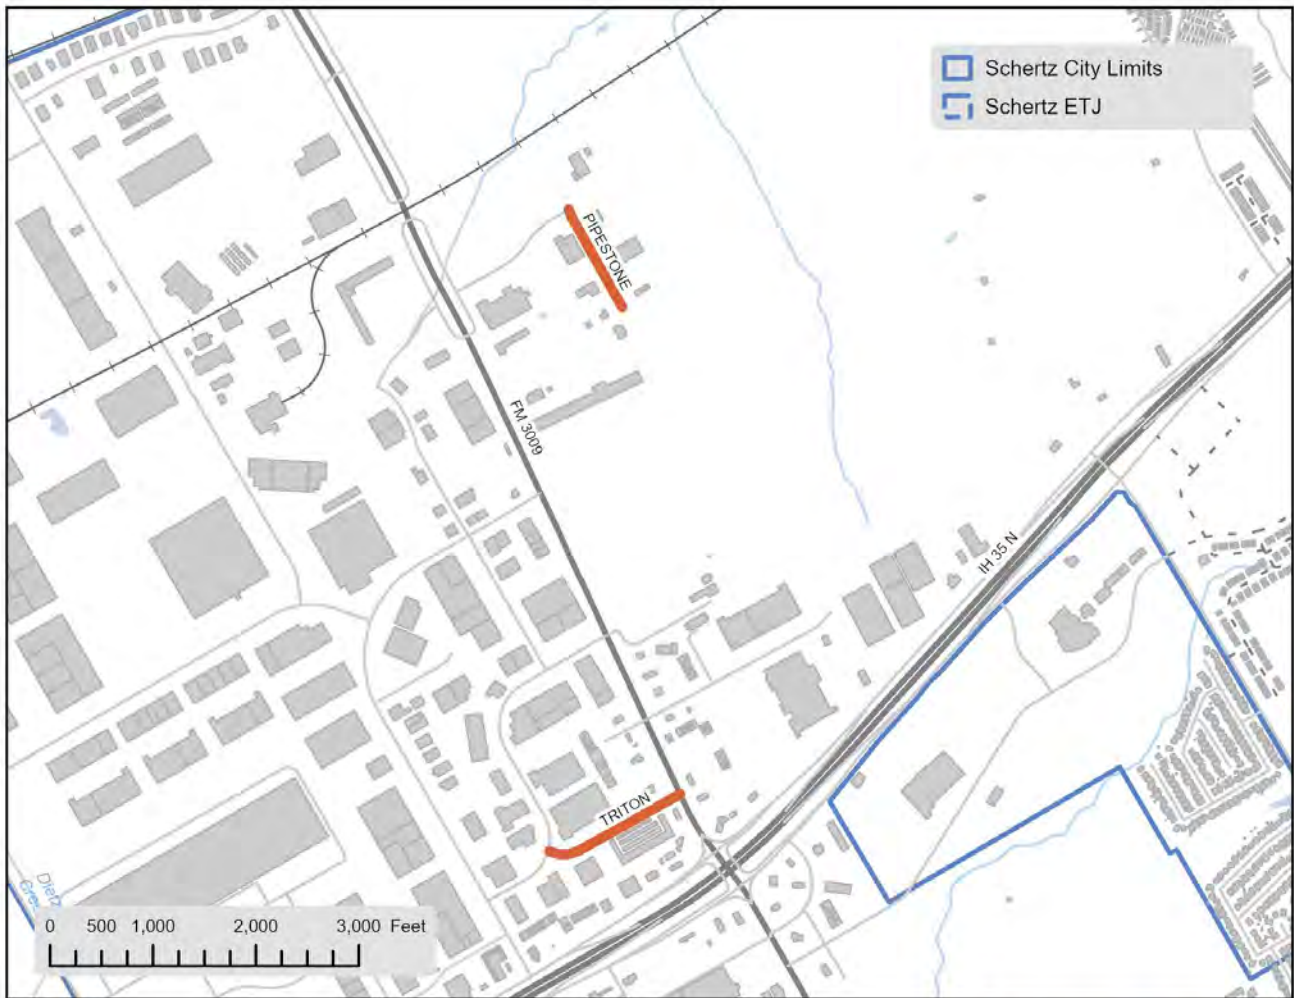 Schertz City Limits
Schertz ETJ
PIPESTONE
FM 3009
IH 35 N
TRITON
0 500 1,000 2,000 3,000 Feet